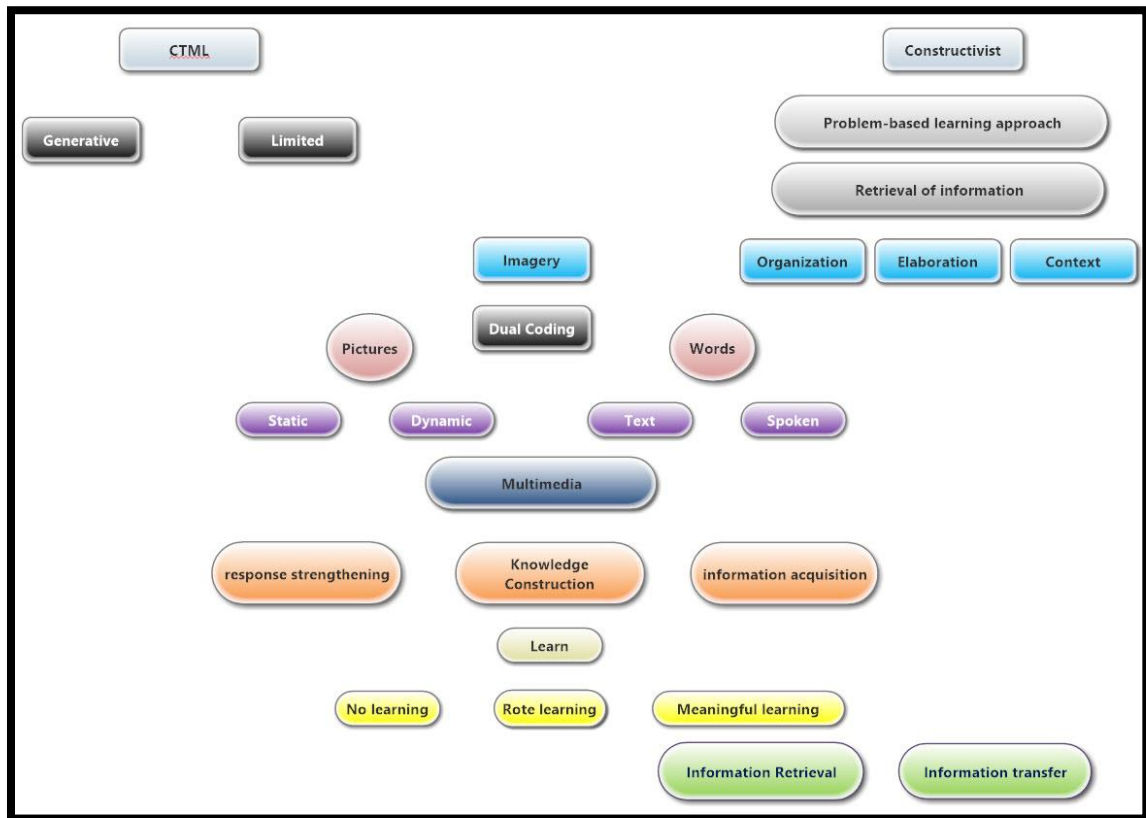 CTML
Constructivist
Problem-based learning approach
Generative
Limited
Retrieval of information
Imagery
Organization
Elaboration
Context
Dual Coding
Pictures
Words
Static
Dynamic
Text
Spoken
Multimedia
response strengthening
Knowledge
Construction
information acquisition
Learn
No learning
Rote learning
Meaningful learning
Information Retrieval
Information transfer